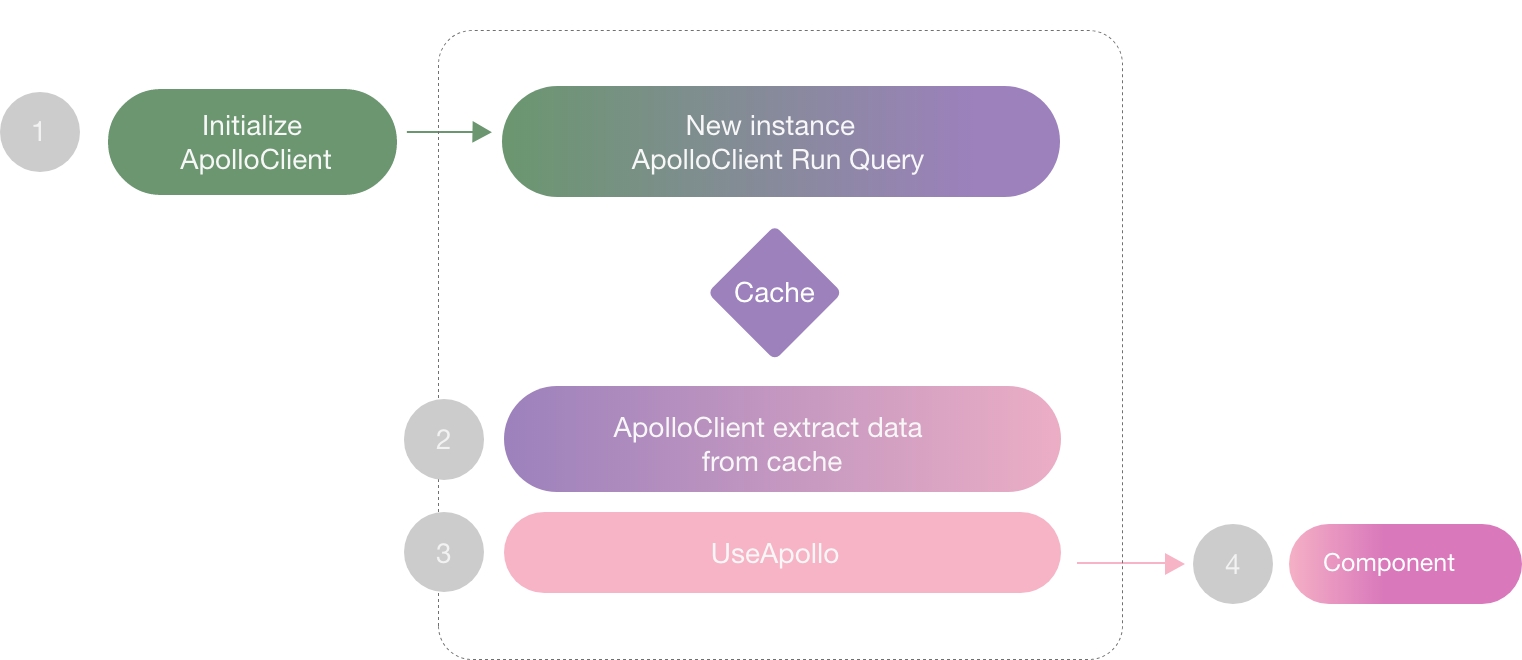 1
Initialize
ApolloClient
New instance
ApolloClient Run Query
Cache
2
ApolloClient extract data
from cache
3
UseApollo
4
Component